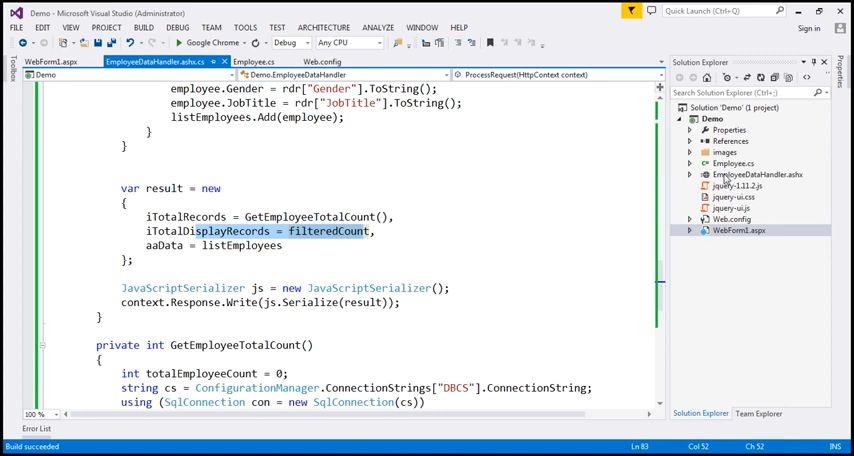 Demo - Microsoft Visual Studio (Administrator)
Quick Launch (Ctrl+;)
FILE EDIT VIEW PROJECT BUILD DEBUG TEAM TOOLS TEST ARCHITECTURE ANALYZE WINDOW HELP
Sign in
Google Chrome Debug Any CPU
Toolbox
WebForm1.aspx EmployeeDataHandler.ashx.cs Employee.cs Web.config
Demo Demo.EmployeeDataHandler ProcessRequest(HttpContext context)
employee.Gender = rdr["Gender"].ToString();
employee.JobTitle = rdr["JobTitle"].ToString();
listEmployees.Add(employee);
}
}
var result = new
{
iTotalRecords = GetEmployeeTotalCount(),
iTotalDisplayRecords = filteredCount,
aaData = listEmployees
};
JavaScriptSerializer js = new JavaScriptSerializer();
context.Response.Write(js.Serialize(result));
}
private int GetEmployeeTotalCount()
{
int totalEmployeeCount = 0;
string cs = ConfigurationManager.ConnectionStrings["DBCS"].ConnectionString;
using (SqlConnection con = new SqlConnection(cs))
100 %
Error List
Build succeeded
Ln 83 Col 52 Ch 52 INS
Solution Explorer
Search Solution Explorer (Ctrl+;)
Solution 'Demo' (1 project)
Demo
Properties
References
images
Employee.cs
EmployeeDataHandler.ashx
jquery-1.11.2.js
jquery-ui.css
jquery-ui.js
Web.config
WebForm1.aspx
Solution Explorer Team Explorer
Properties